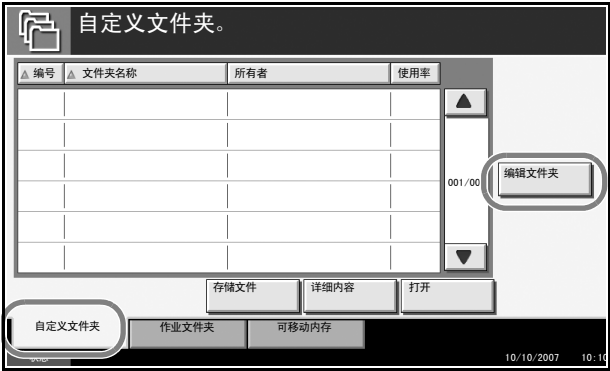 自定义文件夹。
编号 文件夹名称 所有者 使用率
001/00
编辑文件夹
存储文件 详细内容 打开
自定义文件夹 作业文件夹 可移动内存
10/10/2007 10:10